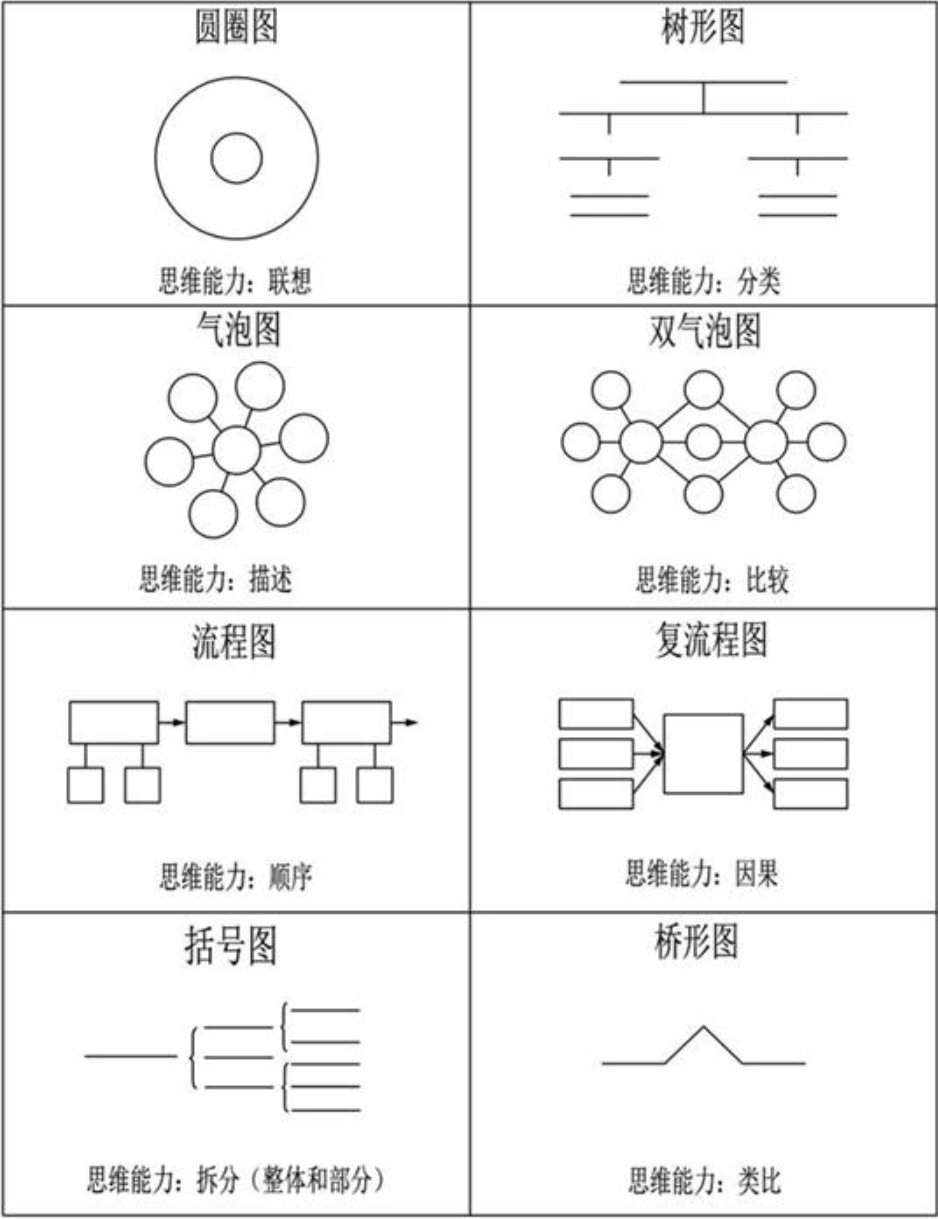 圆圈图
思维能力：联想
树形图
思维能力：分类
气泡图
思维能力：描述
双气泡图
思维能力：比较
流程图
思维能力：顺序
复流程图
思维能力：因果
括号图
思维能力：拆分（整体和部分）
桥形图
思维能力：类比